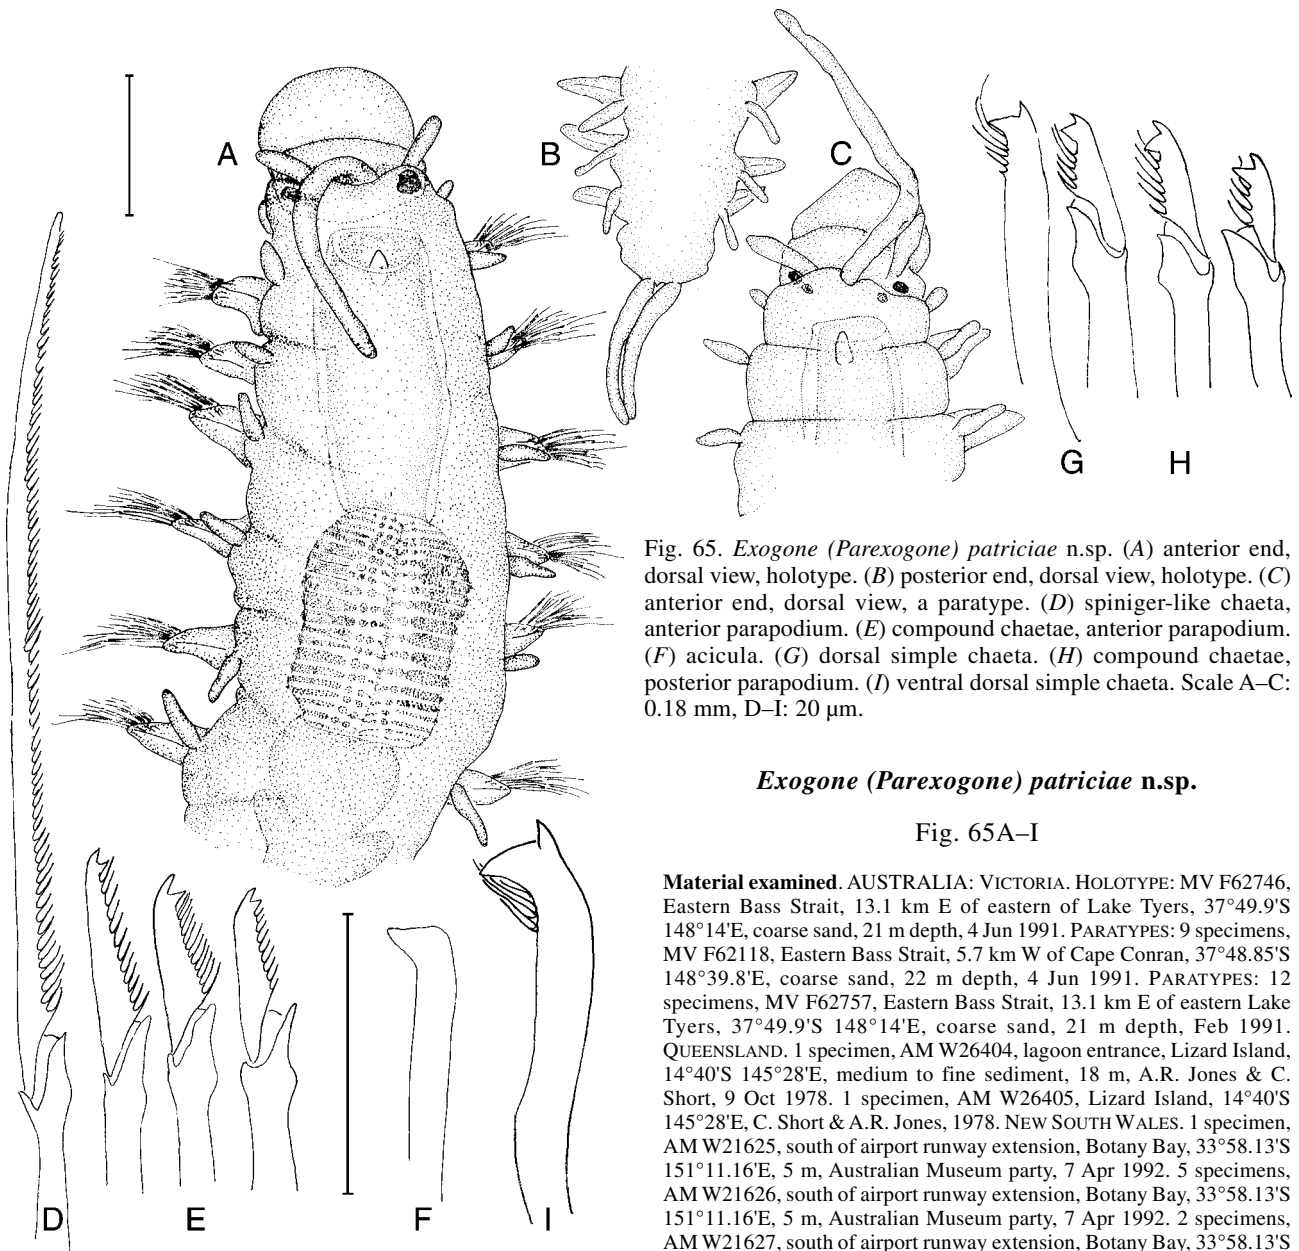 A
B
C
G
H
D
E
F
I
Fig. 65. Exogone (Parexogone) patriciae n.sp. (A) anterior end,
dorsal view, holotype. (B) posterior end, dorsal view, holotype. (C)
anterior end, dorsal view, a paratype. (D) spiniger-like chaeta,
anterior parapodium. (E) compound chaetae, anterior parapodium.
(F) acicula. (G) dorsal simple chaeta. (H) compound chaetae,
posterior parapodium. (I) ventral dorsal simple chaeta. Scale A–C:
0.18 mm, D–I: 20 µm.
Exogone (Parexogone) patriciae n.sp.
Fig. 65A–I
Material examined. AUSTRALIA: VICTORIA. HOLOTYPE: MV F62746,
Eastern Bass Strait, 13.1 km E of eastern of Lake Tyers, 37°49.9'S
148°14'E, coarse sand, 21 m depth, 4 Jun 1991. PARATYPES: 9 specimens,
MV F62118, Eastern Bass Strait, 5.7 km W of Cape Conran, 37°48.85'S
148°39.8'E, coarse sand, 22 m depth, 4 Jun 1991. PARATYPES: 12
specimens, MV F62757, Eastern Bass Strait, 13.1 km E of eastern Lake
Tyers, 37°49.9'S 148°14'E, coarse sand, 21 m depth, Feb 1991.
QUEENSLAND. 1 specimen, AM W26404, lagoon entrance, Lizard Island,
14°40'S 145°28'E, medium to fine sediment, 18 m, A.R. Jones & C.
Short, 9 Oct 1978. 1 specimen, AM W26405, Lizard Island, 14°40'S
145°28'E, C. Short & A.R. Jones, 1978. NEW SOUTH WALES. 1 specimen,
AM W21625, south of airport runway extension, Botany Bay, 33°58.13'S
151°11.16'E, 5 m, Australian Museum party, 7 Apr 1992. 5 specimens,
AM W21626, south of airport runway extension, Botany Bay, 33°58.13'S
151°11.16'E, 5 m, Australian Museum party, 7 Apr 1992. 2 specimens,
AM W21627, south of airport runway extension, Botany Bay, 33°58.13'S